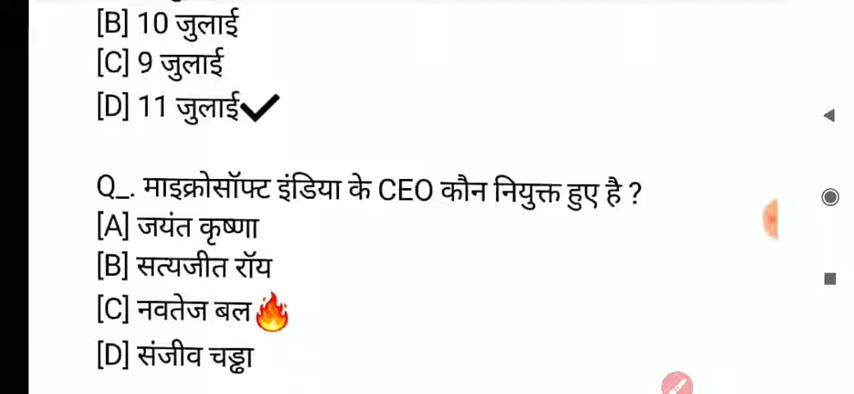 [B] 10 जुलाई
[C] 9 जुलाई
[D] 11 जुलाई✔
Q_. माइक्रोसॉफ्ट इंडिया के CEO कौन नियुक्त हुए है ?
[A] जयंत कृष्णा
[B] सत्यजीत रॉय
[C] नवतेज बल🔥
[D] संजीव चड्ढा